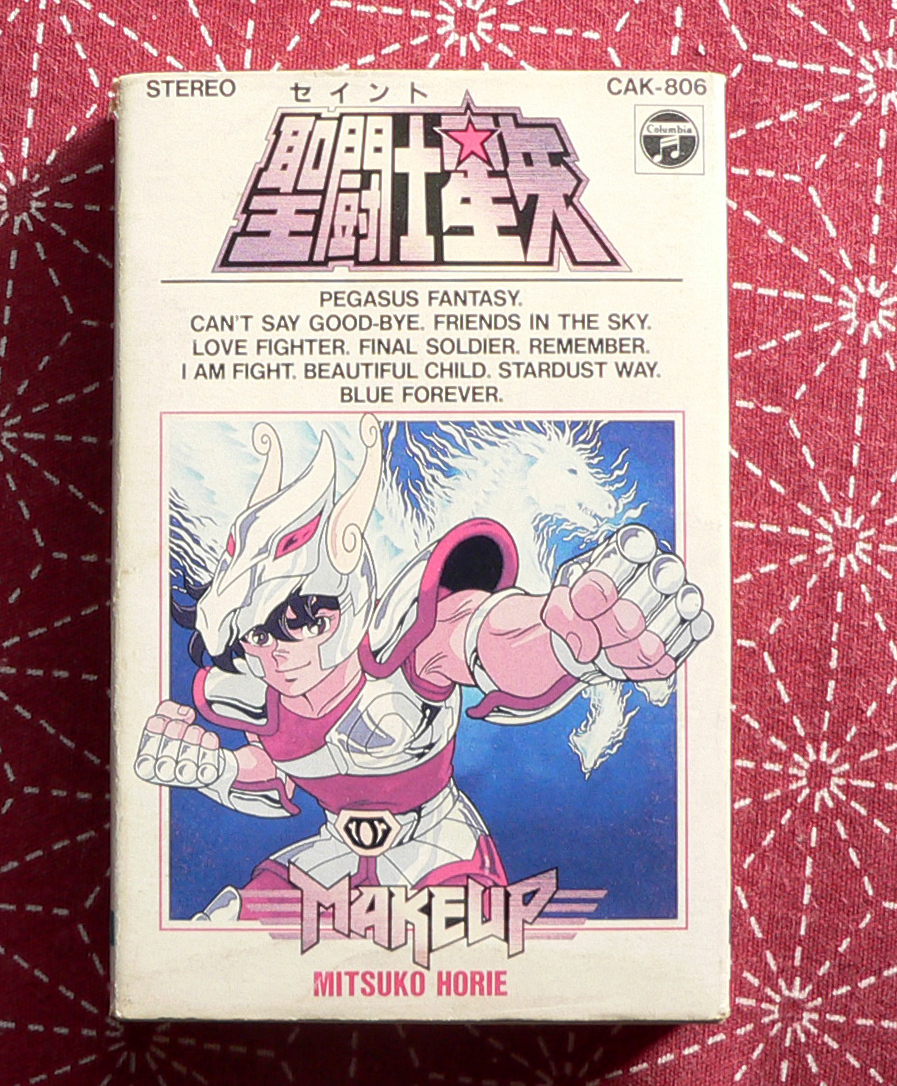 STEREO
セイント
CAK-806
Columbia
聖闘士星矢
PEGASUS FANTASY.
CAN'T SAY GOOD-BYE. FRIENDS IN THE SKY.
LOVE FIGHTER. FINAL SOLDIER. REMEMBER.
I AM FIGHT. BEAUTIFUL CHILD. STARDUST WAY.
BLUE FOREVER.
MAKEUP
MITSUKO HORIE